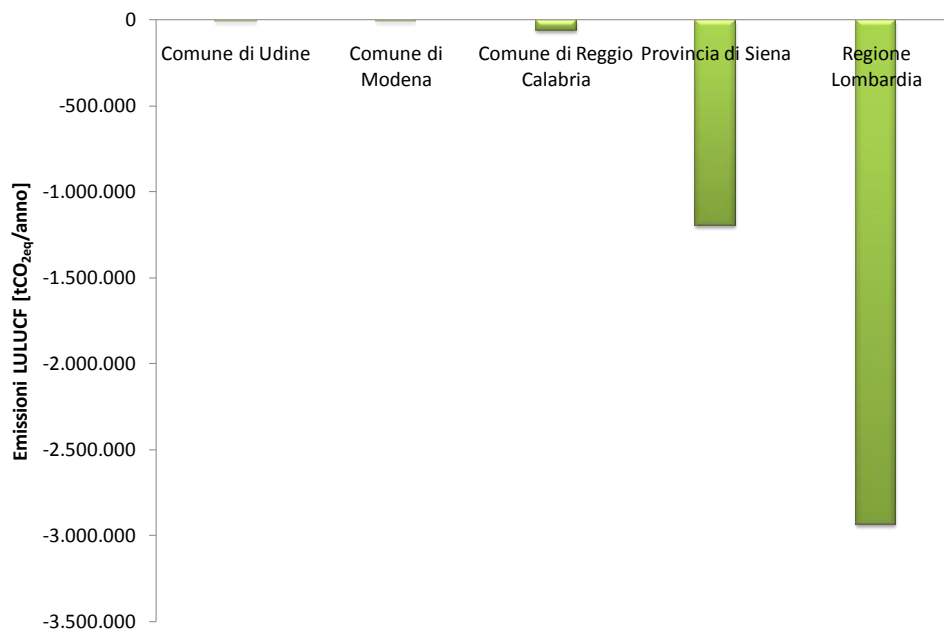 0
-500.000
-1.000.000
-1.500.000
-2.000.000
-2.500.000
-3.000.000
-3.500.000
Emissioni LULUCF [tCO2eq/anno]
Comune di Udine
Comune di
Modena
Comune di Reggio
Calabria
Provincia di Siena
Regione
Lombardia